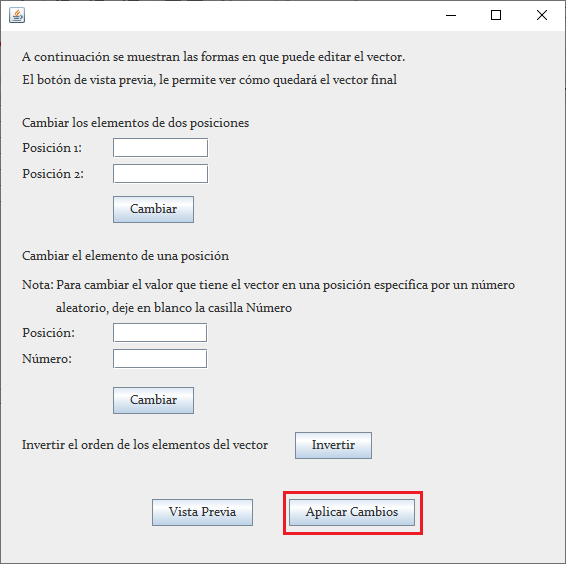 A continuación se muestran las formas en que puede editar el vector.
El botón de vista previa, le permite ver cómo quedará el vector final
Cambiar los elementos de dos posiciones
Posición 1:
Posición 2:
Cambiar
Cambiar el elemento de una posición
Nota: Para cambiar el valor que tiene el vector en una posición específica por un número
aleatorio, deje en blanco la casilla Número
Posición:
Número:
Cambiar
Invertir el orden de los elementos del vector Invertir
Vista Previa Aplicar Cambios